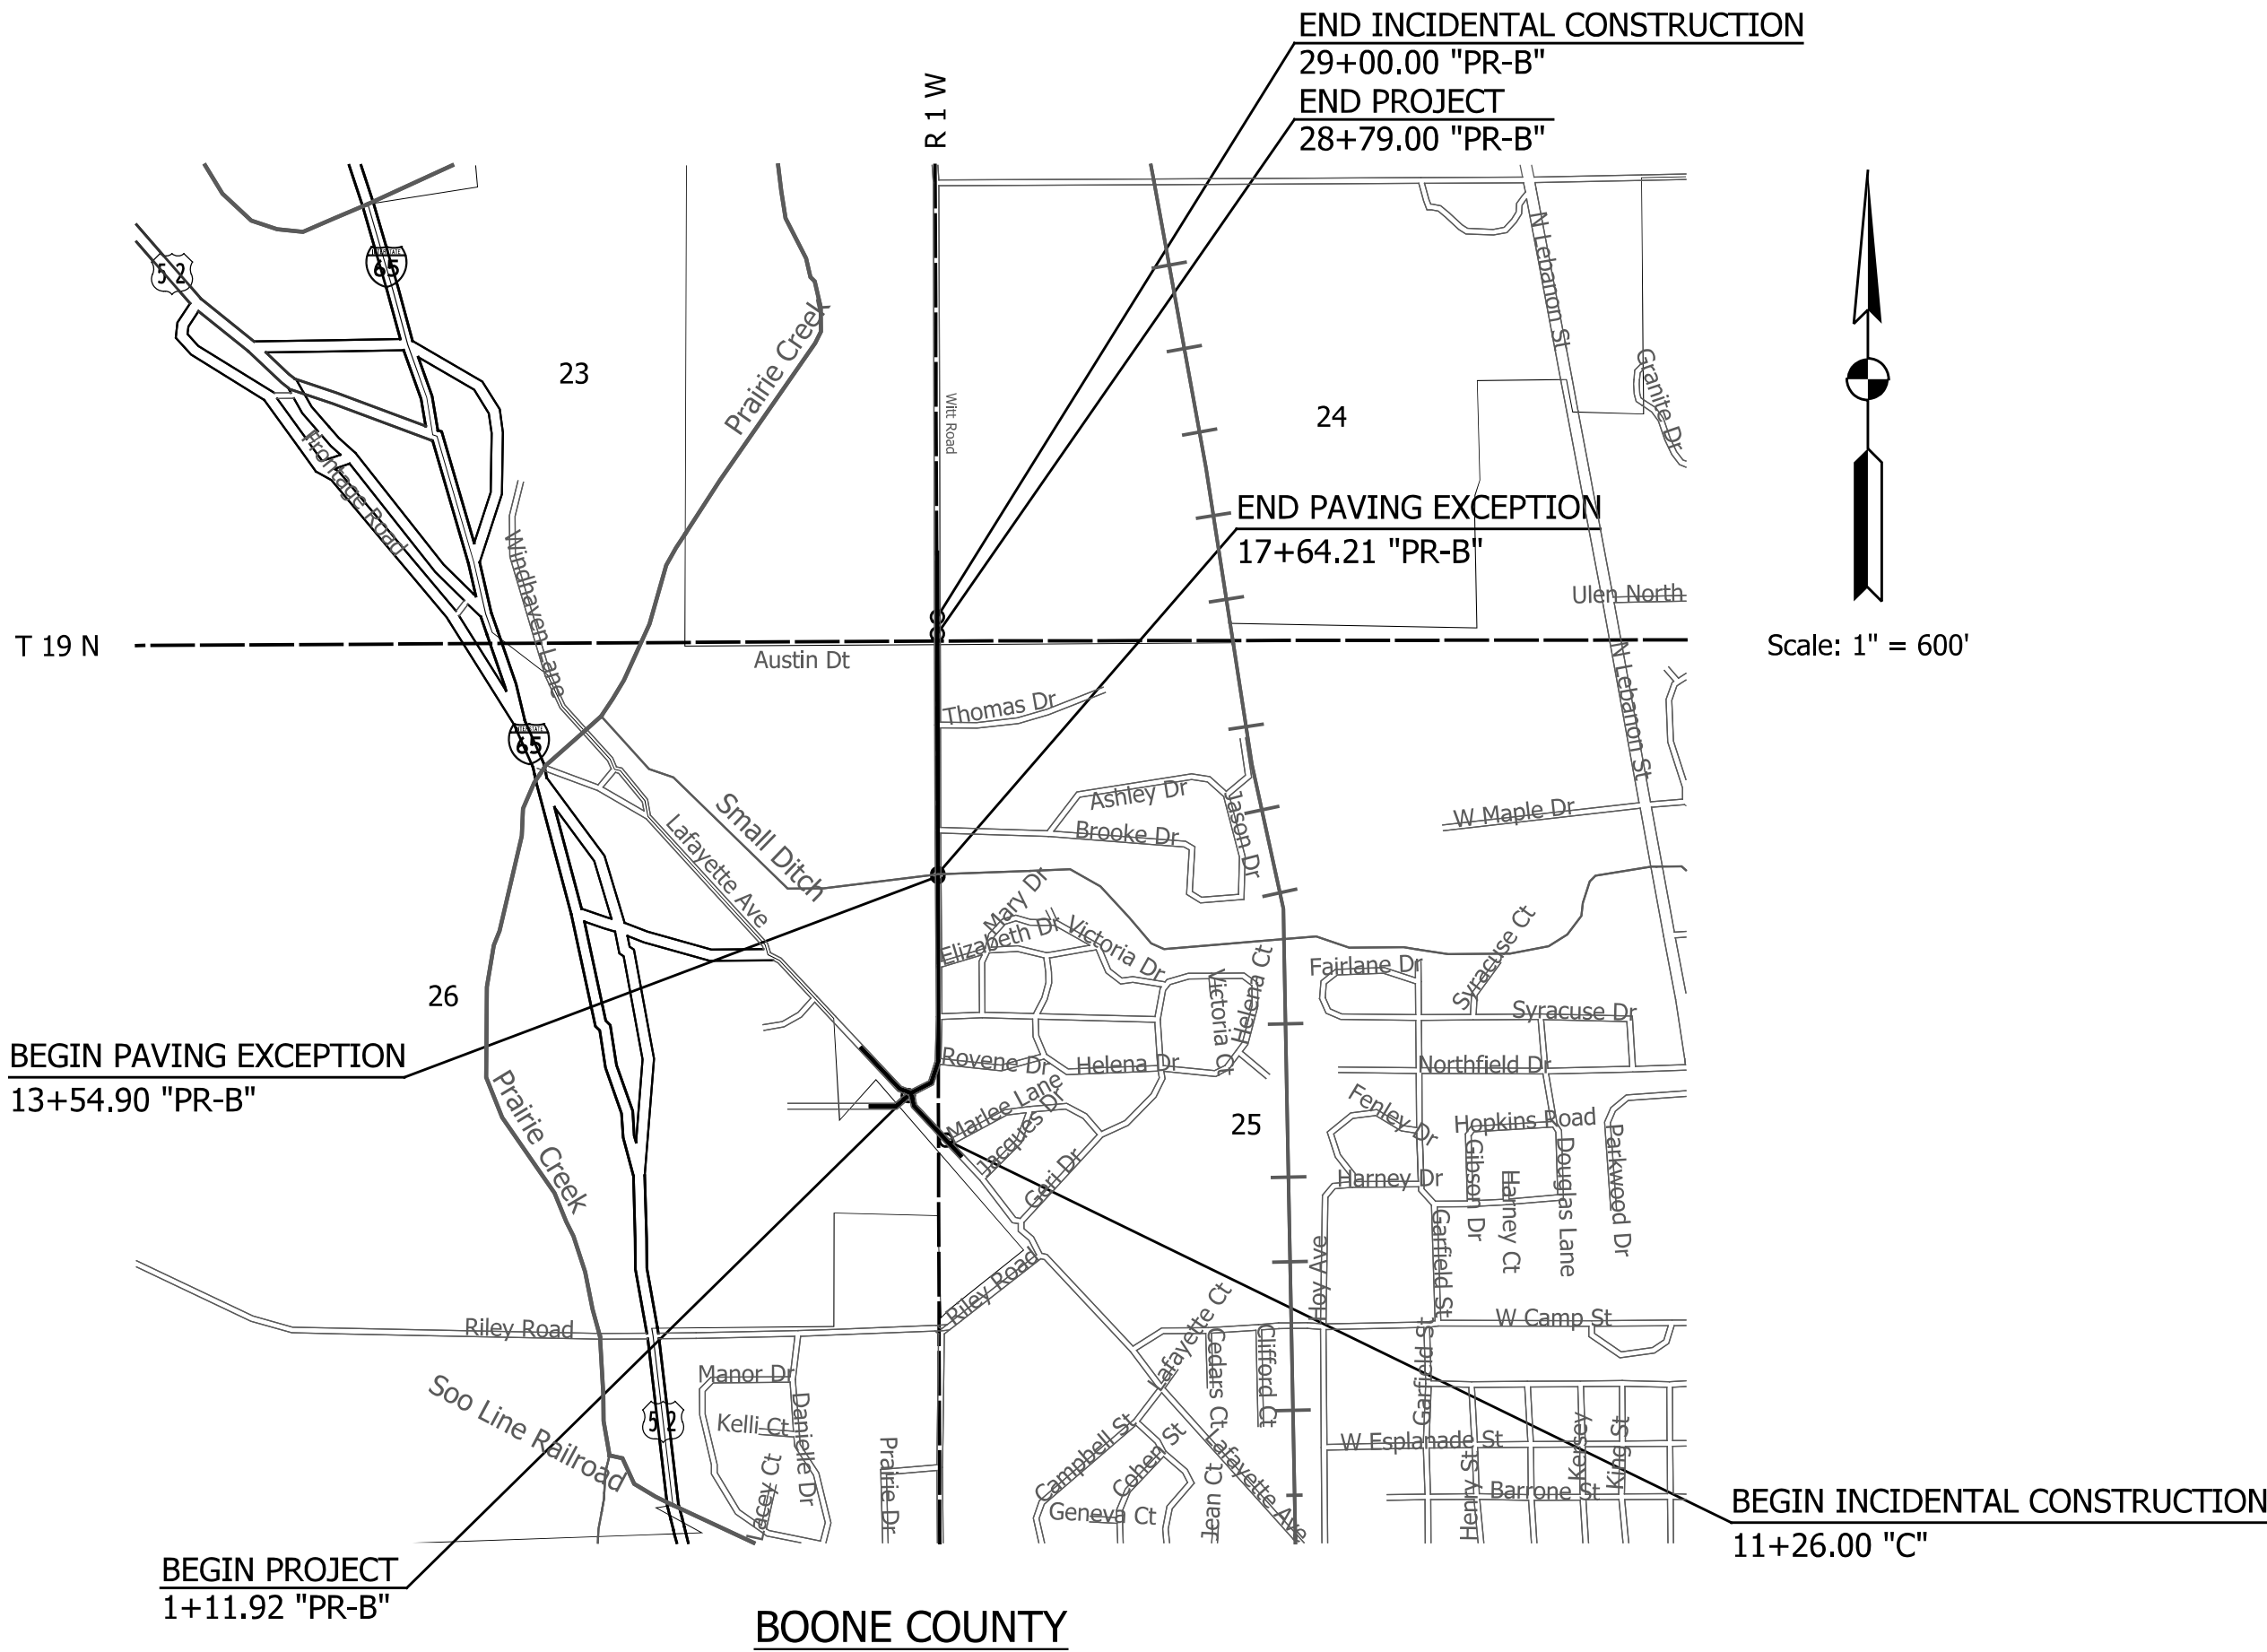 END INCIDENTAL CONSTRUCTION
29+00.00 "PR-B"
END PROJECT
28+79.00 "PR-B"
R 1 W
N Lebanon St
INTERSTATE
65
52
Prairie Creek
23
Witt Road
24
Granite Dr
Frontage Road
END PAVING EXCEPTION
17+64.21 "PR-B"
Windhaven Lane
Ulen North
T 19 N
Scale: 1" = 600'
Austin Dt
N Lebanon St
Thomas Dr
INTERSTATE
65
Ashley Dr
Jason Dr
W Maple Dr
Brooke Dr
Small Ditch
Lafayette Ave
Mary Dr
Elizabeth Dr
Victoria Dr
Syracuse Ct
Fairlane Dr
Helena Ct
Victoria Ct
26
Syracuse Dr
BEGIN PAVING EXCEPTION
13+54.90 "PR-B"
Rovene Dr
Helena Dr
Northfield Dr
Prairie Creek
Marlee Lane
Jacques Dr
25
Fenley Dr
Hopkins Road
Geri Dr
Harney Dr
Gibson Dr
Harney Ct
Douglas Lane
Parkwood Dr
Garfield St
Hoy Ave
Riley Road
Riley Road
W Camp St
Lafayette Ct
Cedars Ct
Clifford Ct
Garfield St
Manor Dr
Kelli Ct
Danielle Dr
Soo Line Railroad
52
Lacey Ct
Prairie Dr
Campbell St
Cohen St
Geneva Ct
Jean Ct
Lafayette Ave
W Esplanade St
Henry St
Kersey
King St
Barrone St
BEGIN INCIDENTAL CONSTRUCTION
11+26.00 "C"
BEGIN PROJECT
1+11.92 "PR-B"
BOONE COUNTY